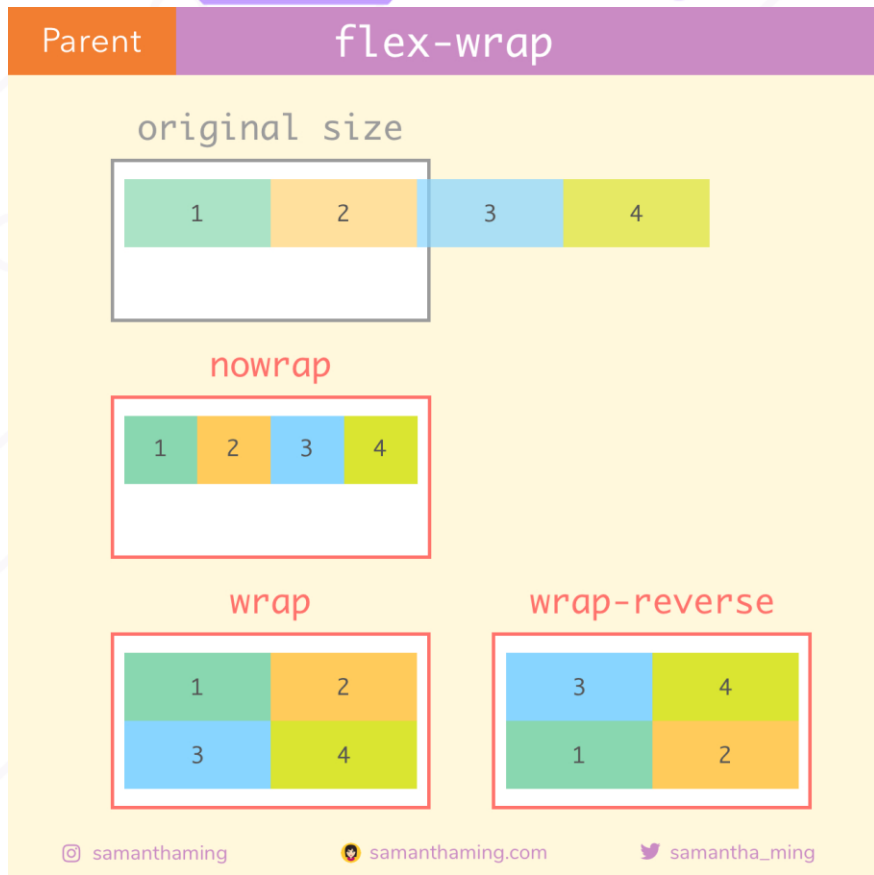 Parent
flex-wrap
original size
1 2 3 4
nowrap
1 2 3 4
wrap
1 2
3 4
wrap-reverse
3 4
1 2
samanthaming
samanthaming.com
samantha_ming